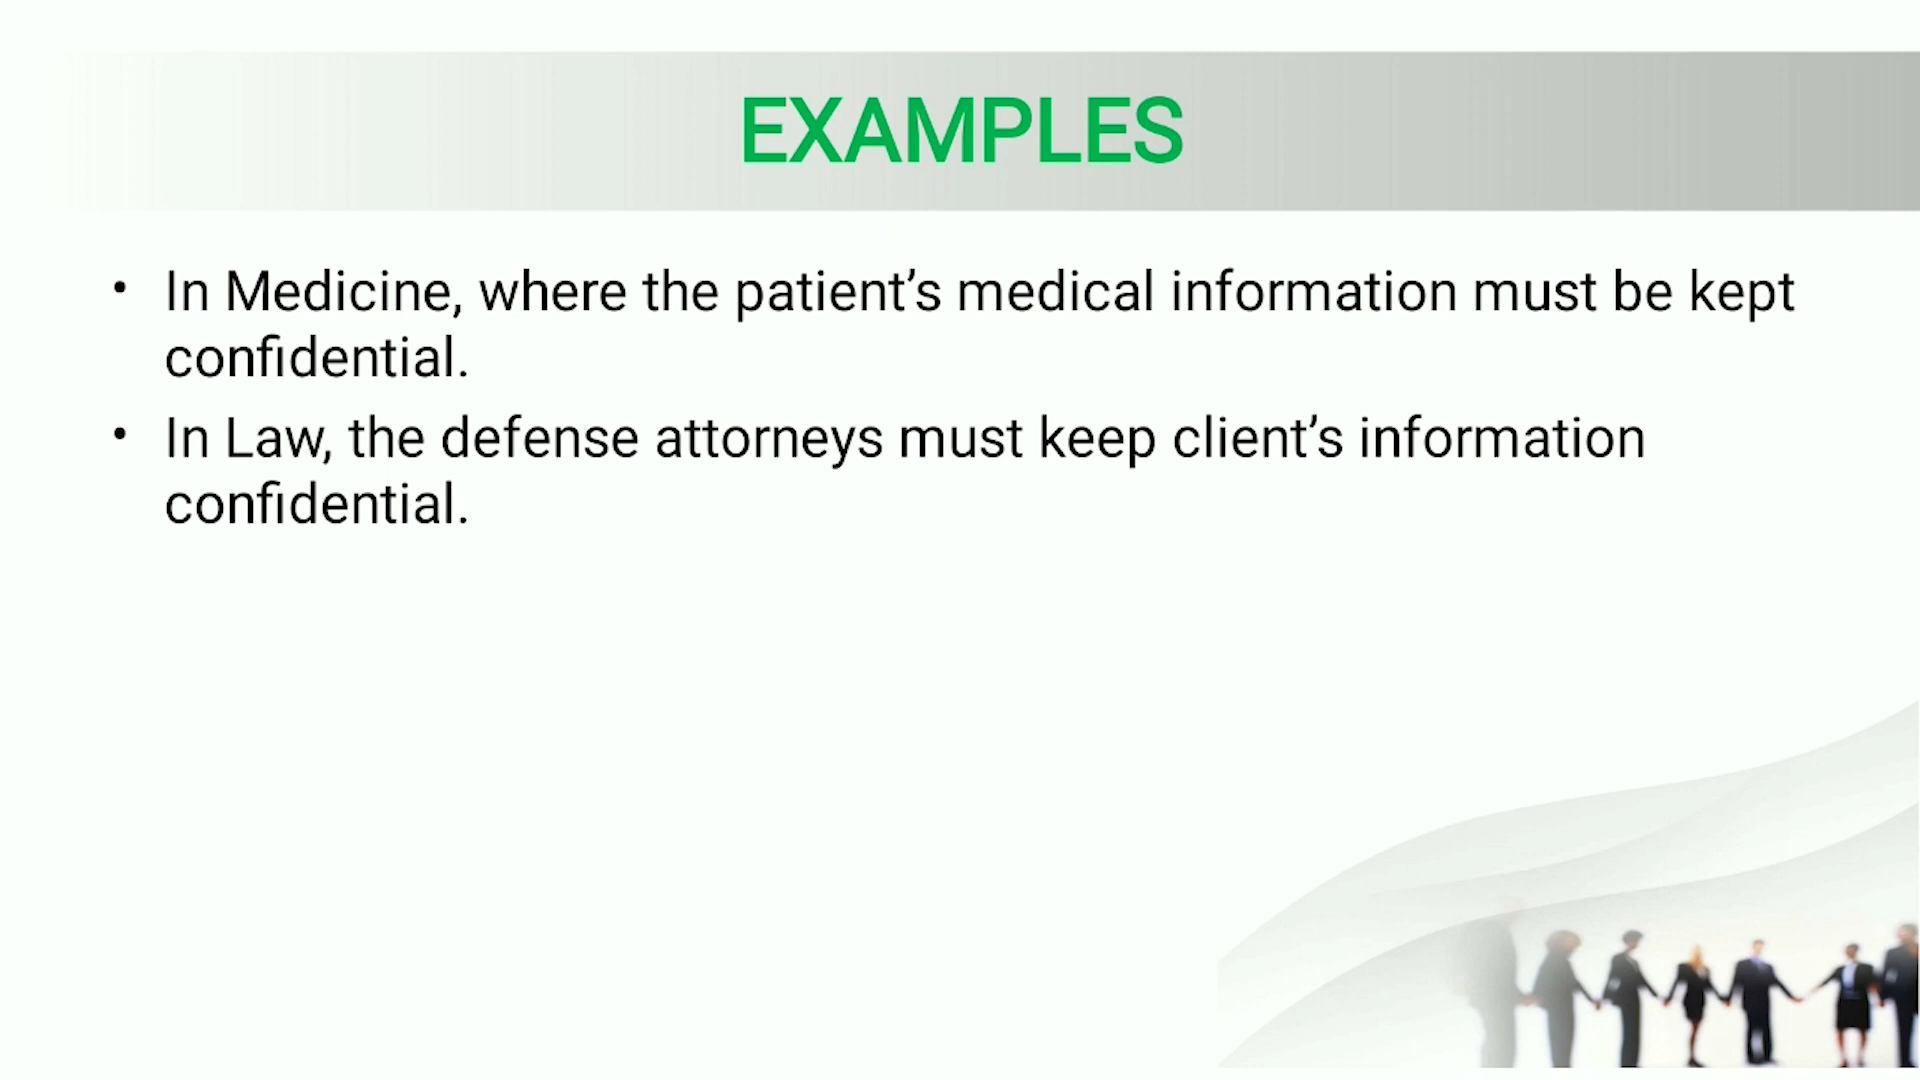 EXAMPLES
• In Medicine, where the patient’s medical information must be kept
confidential.
• In Law, the defense attorneys must keep client’s information
confidential.